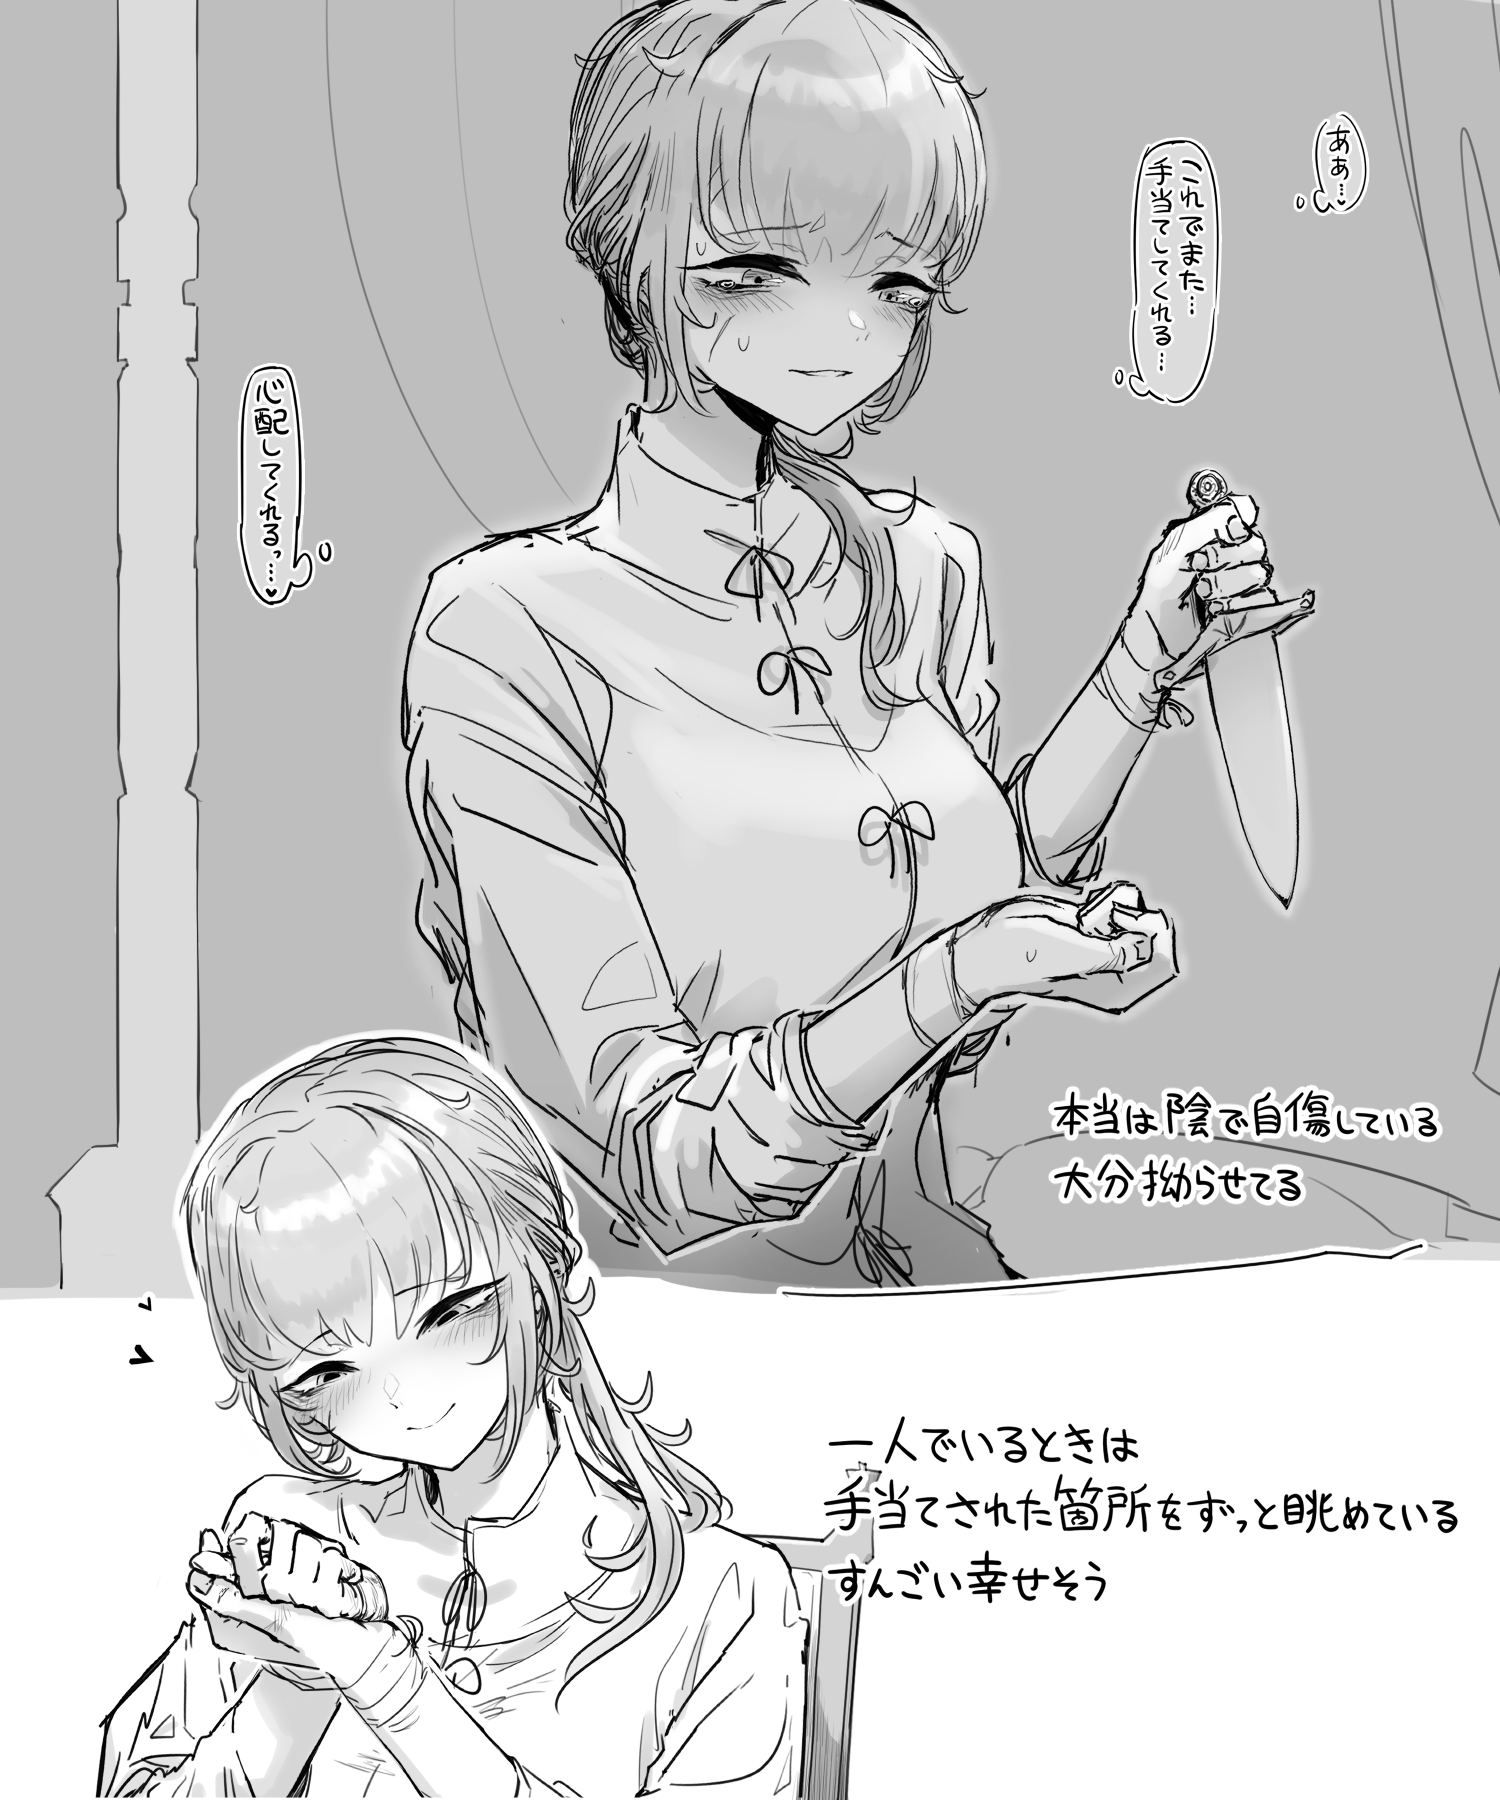 ああ…♥
これでまた…
手当てしてくれる…
心配してくれるっ…♥
本当は陰で自傷している
大分拗らせてる
一人でいるときは
手当てされた箇所をずっと眺めている
すんごい幸せそう